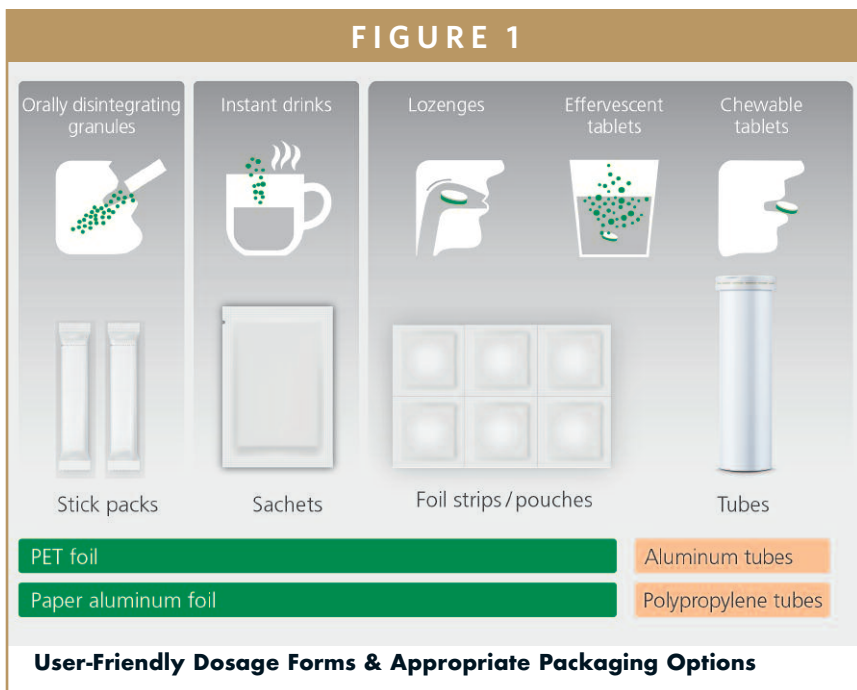 FIGURE 1
Orally disintegrating
granules
Instant drinks
Lozenges
Effervescent
tablets
Chewable
tablets
Stick packs
Sachets
Foil strips/pouches
Tubes
PET foil
Aluminum tubes
Paper aluminum foil
Polypropylene tubes
User-Friendly Dosage Forms & Appropriate Packaging Options